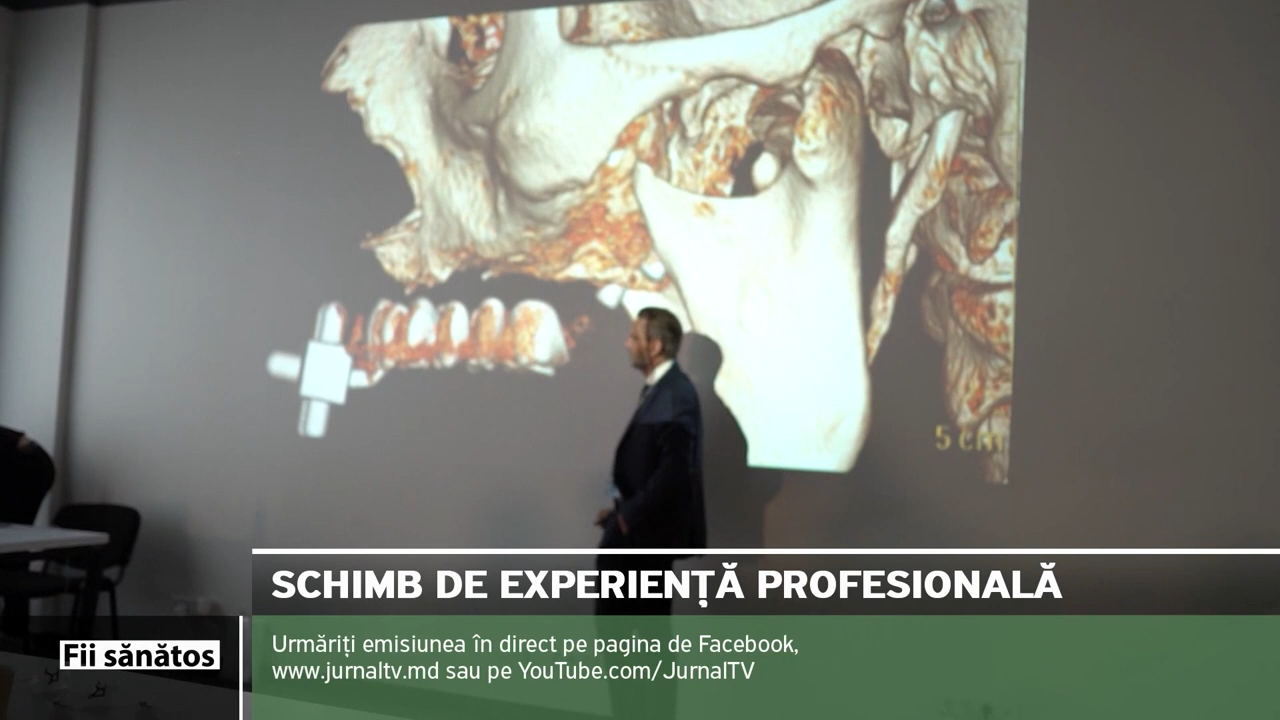 5 cm
SCHIMB DE EXPERIENȚĂ PROFESIONALĂ
Fii sănătos
Urmăriți emisiunea în direct pe pagina de Facebook,
www.jurnaltv.md sau pe YouTube.com/JurnalTV